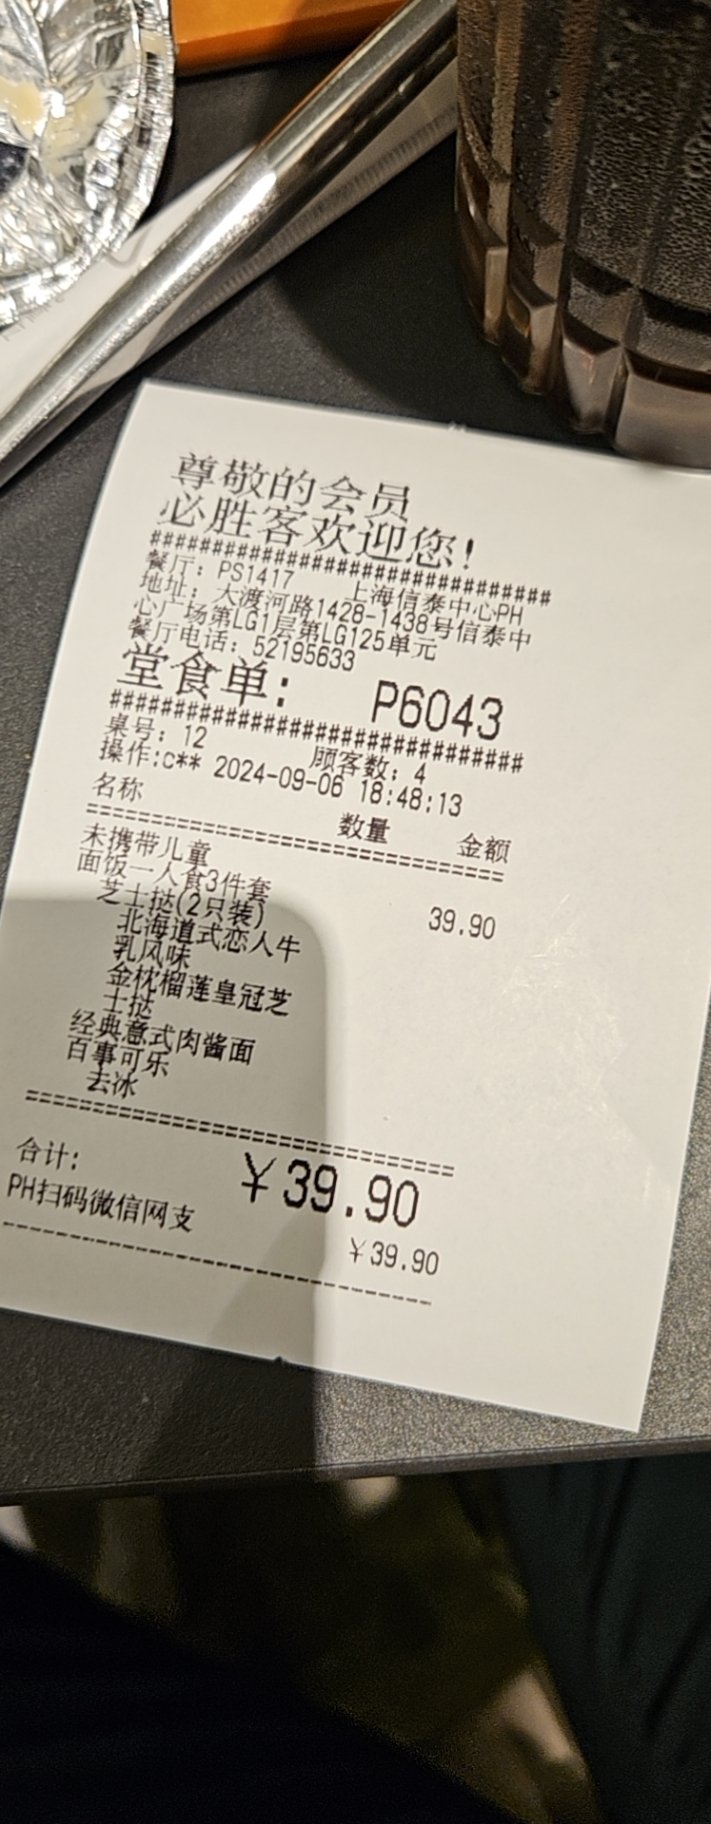 尊敬的会员
必胜客欢迎您!
################################
餐厅: PS1417 上海信泰中心PH
地址: 大渡河路1428-1438号信泰中
心广场第LG1层第LG125单元
餐厅电话: 52195633
堂食单: P6043
################################
桌号: 12 顾客数: 4
操作:c** 2024-09-06 18:48:13
名称 数量 金额
================================
未携带儿童
面饭一人食3件套 39.90
芝士挞(2只装)
北海道式恋人牛
乳风味
金枕榴莲皇冠芝
士挞
经典意式肉酱面
百事可乐
去冰
================================
合计: ￥39.90
PH扫码微信网支 ￥39.90
--------------------------------